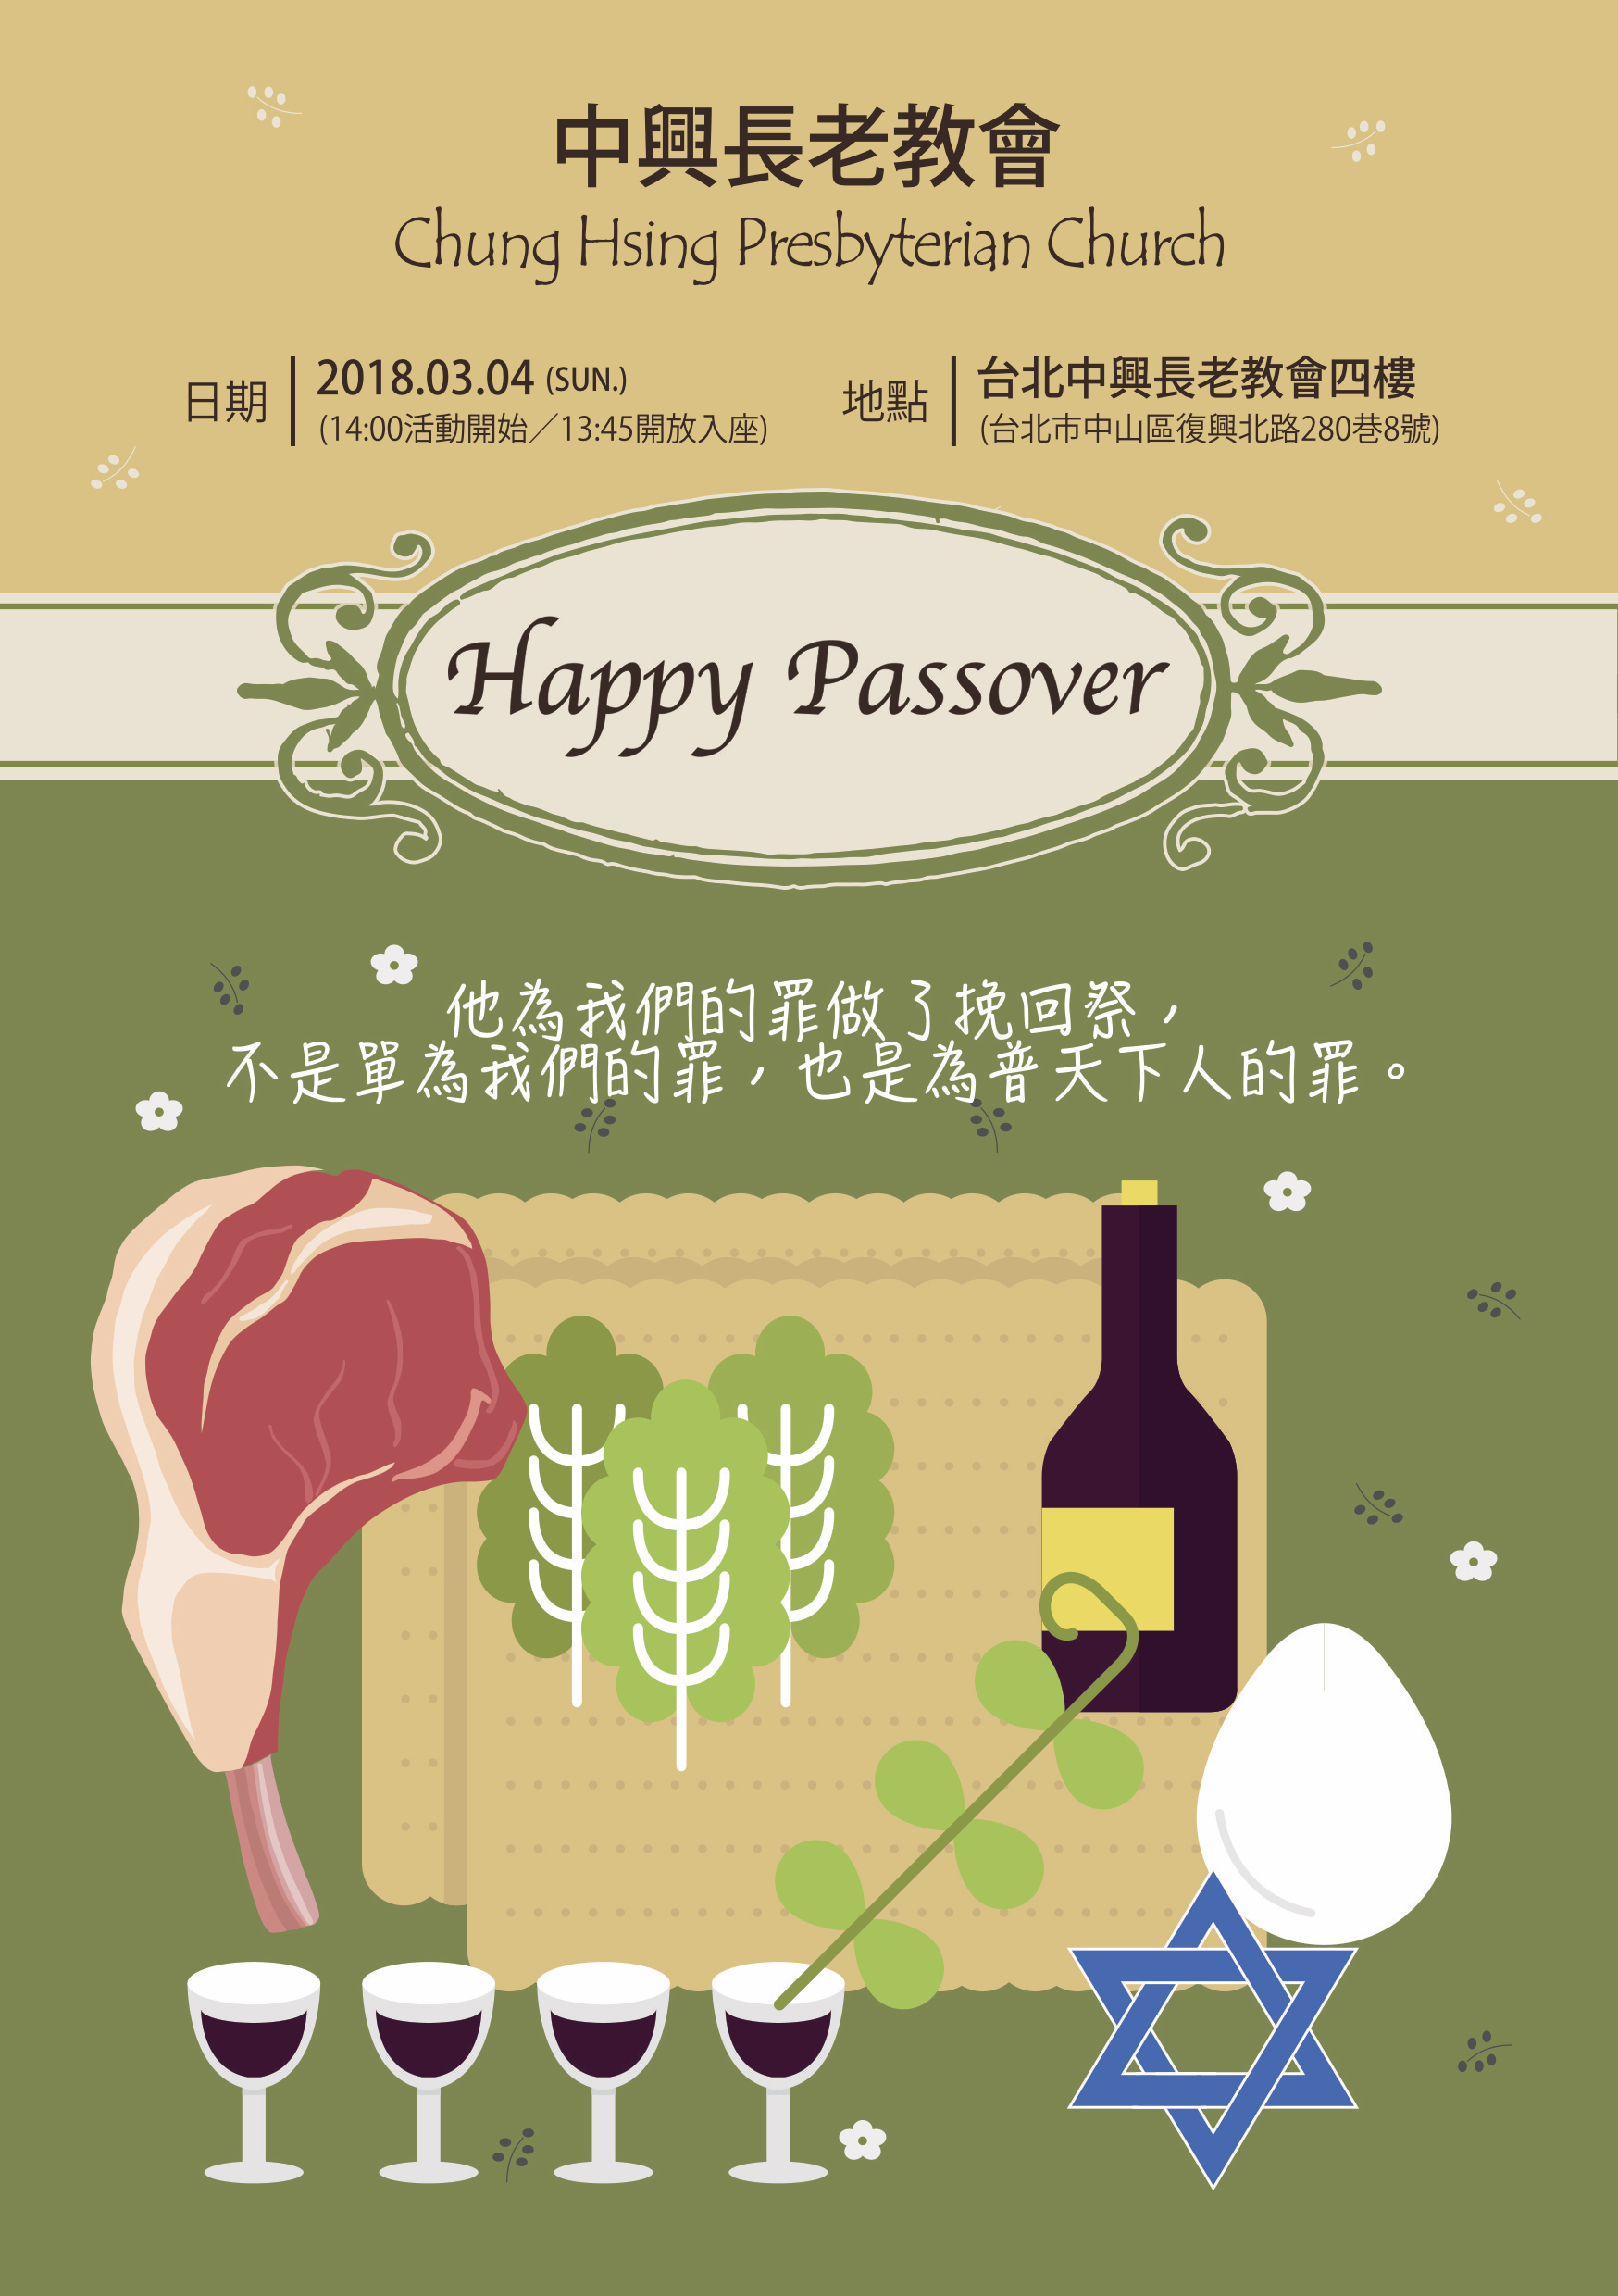 中興長老教會
Chung Hsing Presbyterian Church
日期
2018.03.04 (SUN.)
(14:00活動開始／13:45開放入座)
地點
台北中興長老教會四樓
(台北市中山區復興北路280巷8號)
Happy Passover
他為我們的罪做了挽回祭，
不是單為我們的罪，也是為普天下人的罪。